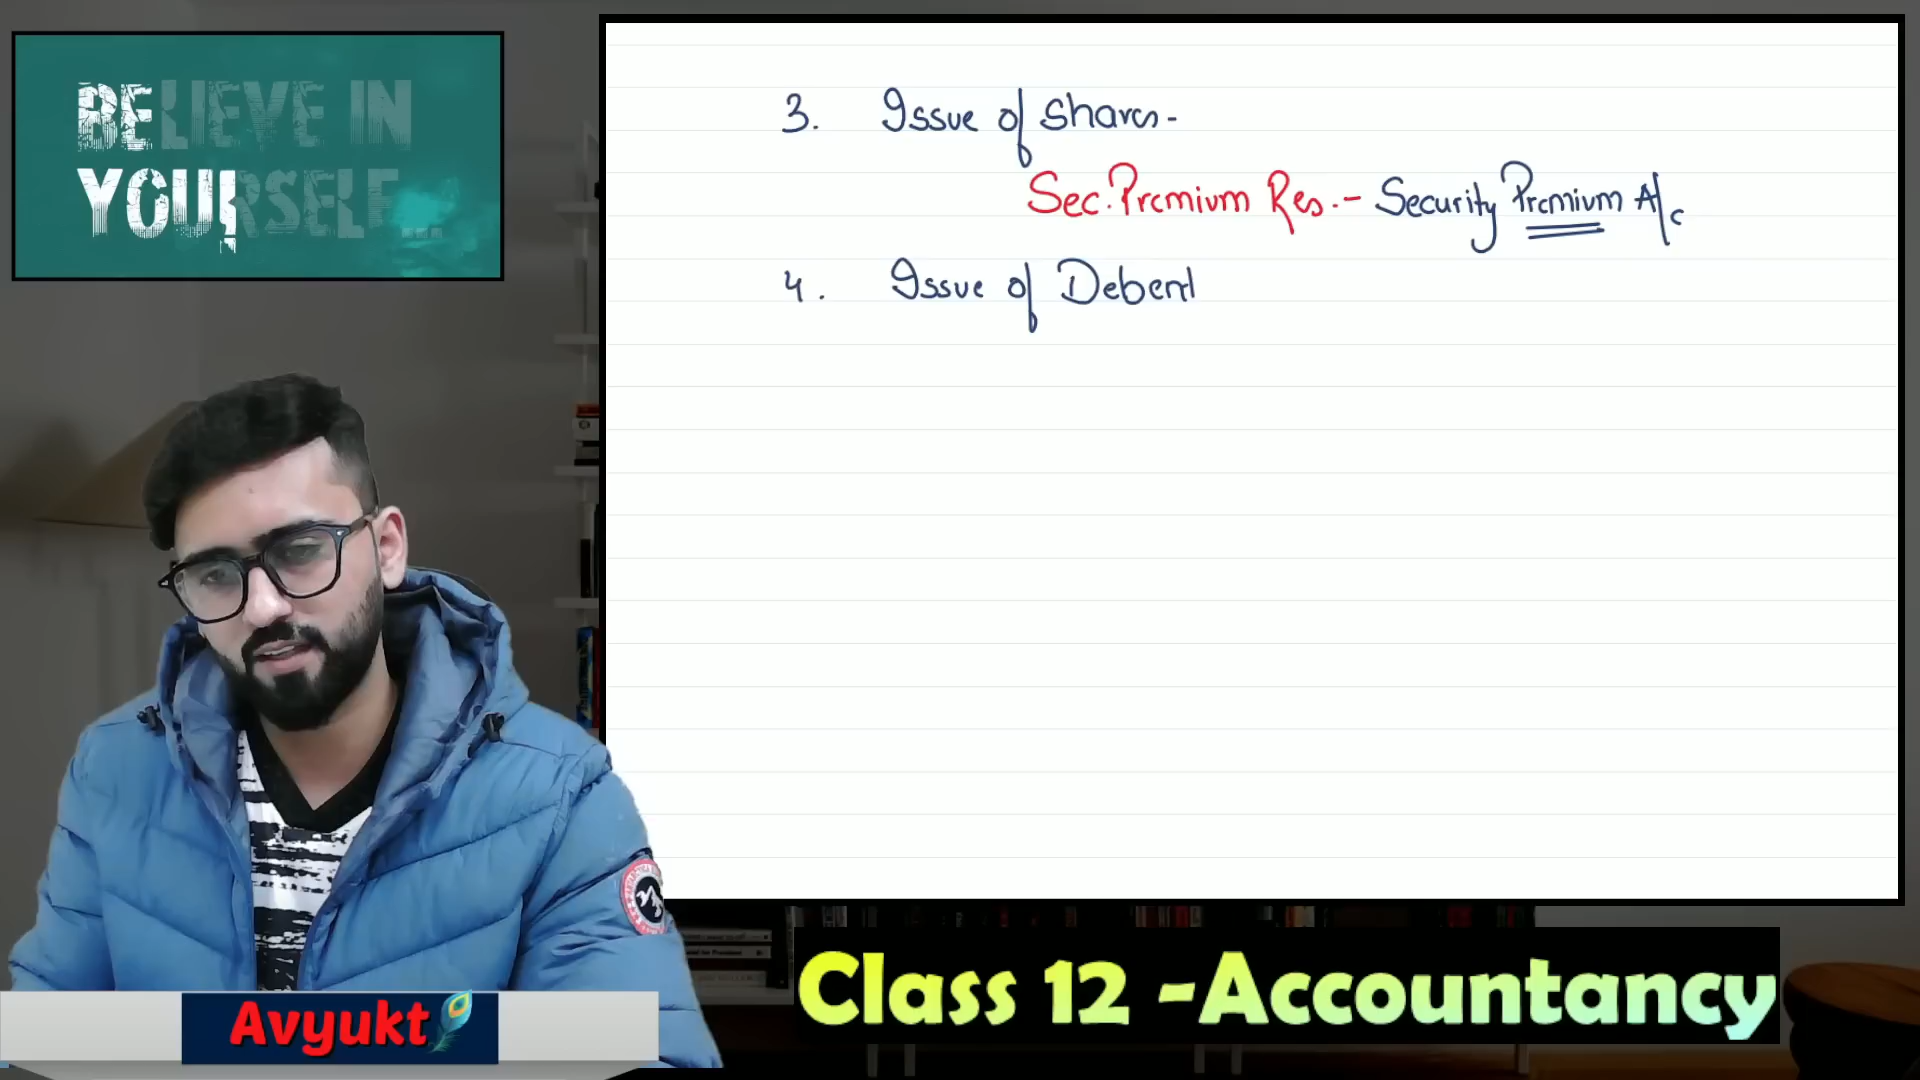 BELIEVE IN
YOURSELF...
3. Issue of Shares -
Sec. Premium Res. - Security Premium A/c
4. Issue of Debent
Avyukt
Class 12 -Accountancy